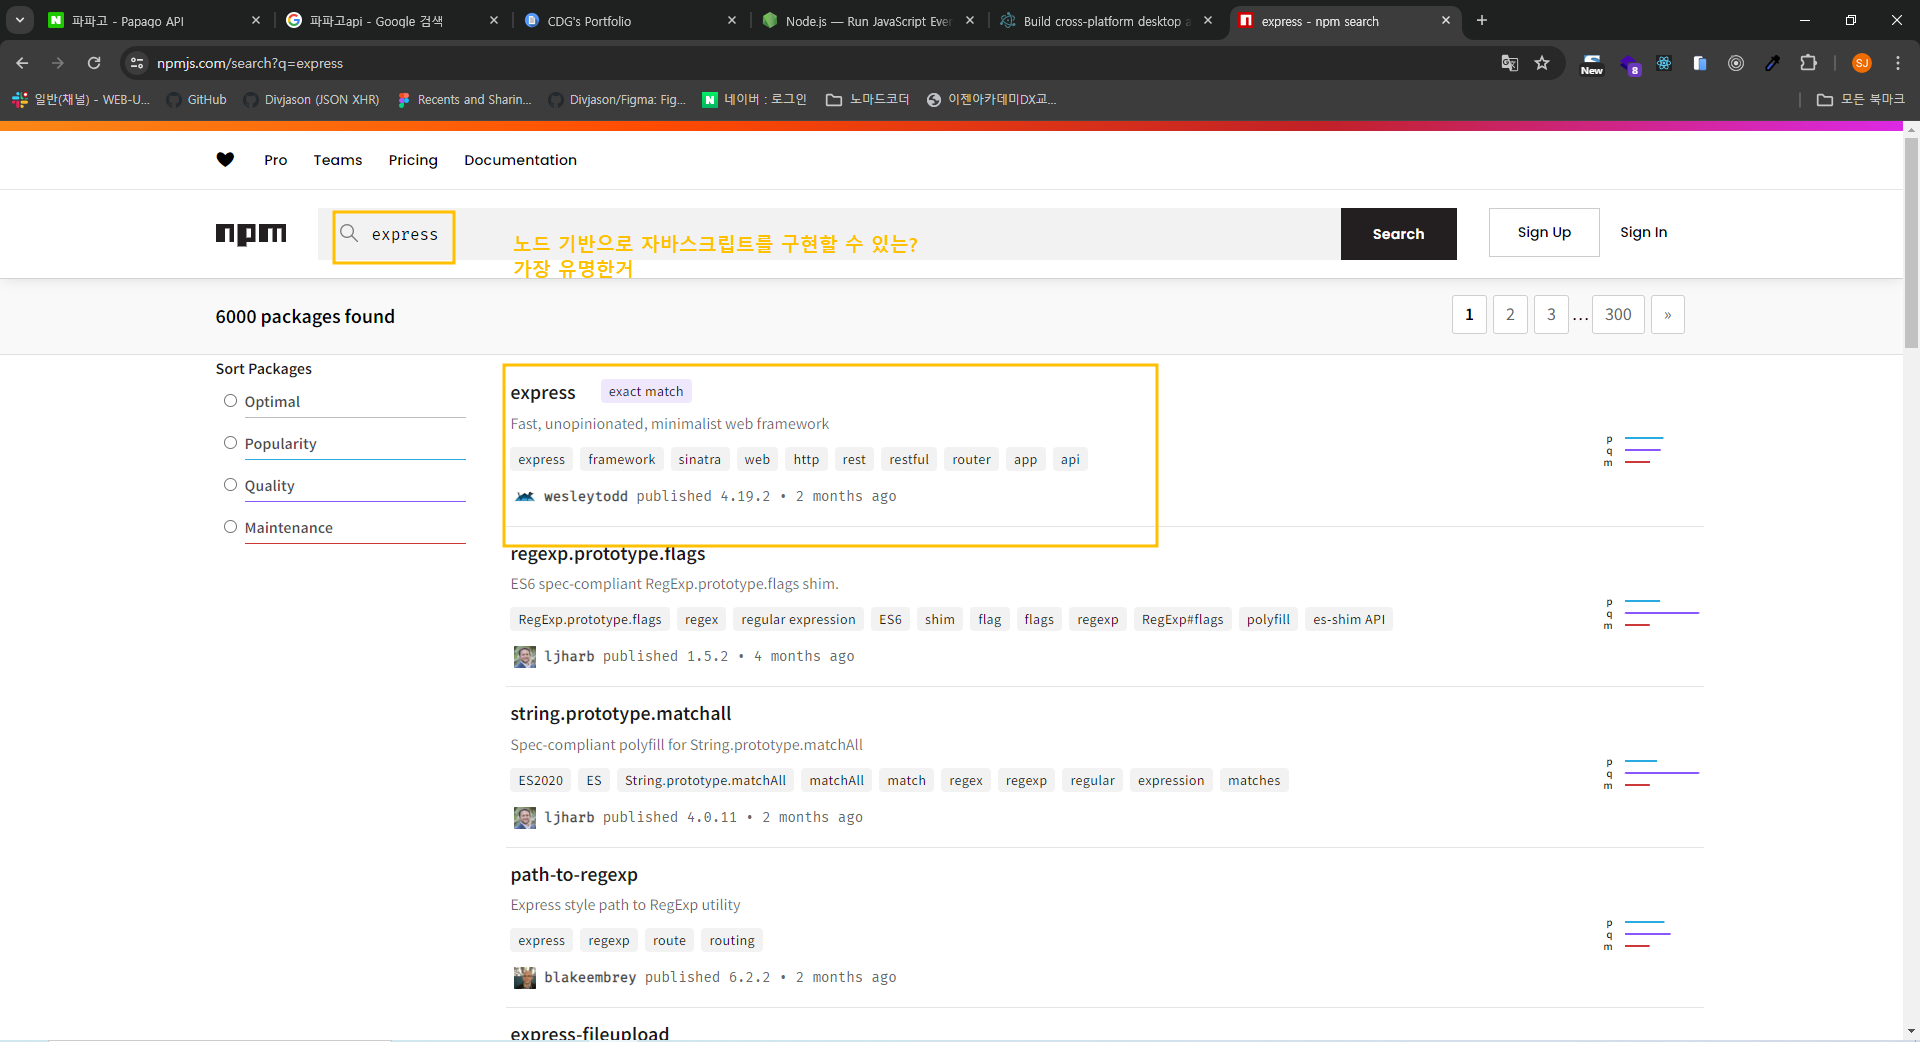 파파고 - Papago API
파파고api - Google 검색
CDG's Portfolio
Node.js — Run JavaScript Ever
Build cross-platform desktop a
express - npm search
npmjs.com/search?q=express
New
8
SJ
일반(채널) - WEB-U...
GitHub
Divjason (JSON XHR)
Recents and Sharin...
Divjason/Figma: Fig...
네이버 : 로그인
노마드코더
이젠아카데미DX교...
모든 북마크
Pro
Teams
Pricing
Documentation
npm
express
노드 기반으로 자바스크립트를 구현할 수 있는?
가장 유명한거
Search
Sign Up
Sign In
6000 packages found
1
2
3
...
300
»
Sort Packages
Optimal
Popularity
Quality
Maintenance
express
exact match
Fast, unopinionated, minimalist web framework
express framework sinatra web http rest restful router app api
wesleytodd published 4.19.2 • 2 months ago
p
q
m
regexp.prototype.flags
ES6 spec-compliant RegExp.prototype.flags shim.
RegExp.prototype.flags regex regular expression ES6 shim flag flags regexp RegExp#flags polyfill es-shim API
ljharb published 1.5.2 • 4 months ago
p
q
m
string.prototype.matchall
Spec-compliant polyfill for String.prototype.matchAll
ES2020 ES String.prototype.matchAll matchAll match regex regexp regular expression matches
ljharb published 4.0.11 • 2 months ago
p
q
m
path-to-regexp
Express style path to RegExp utility
express regexp route routing
blakeembrey published 6.2.2 • 2 months ago
p
q
m
express-fileupload